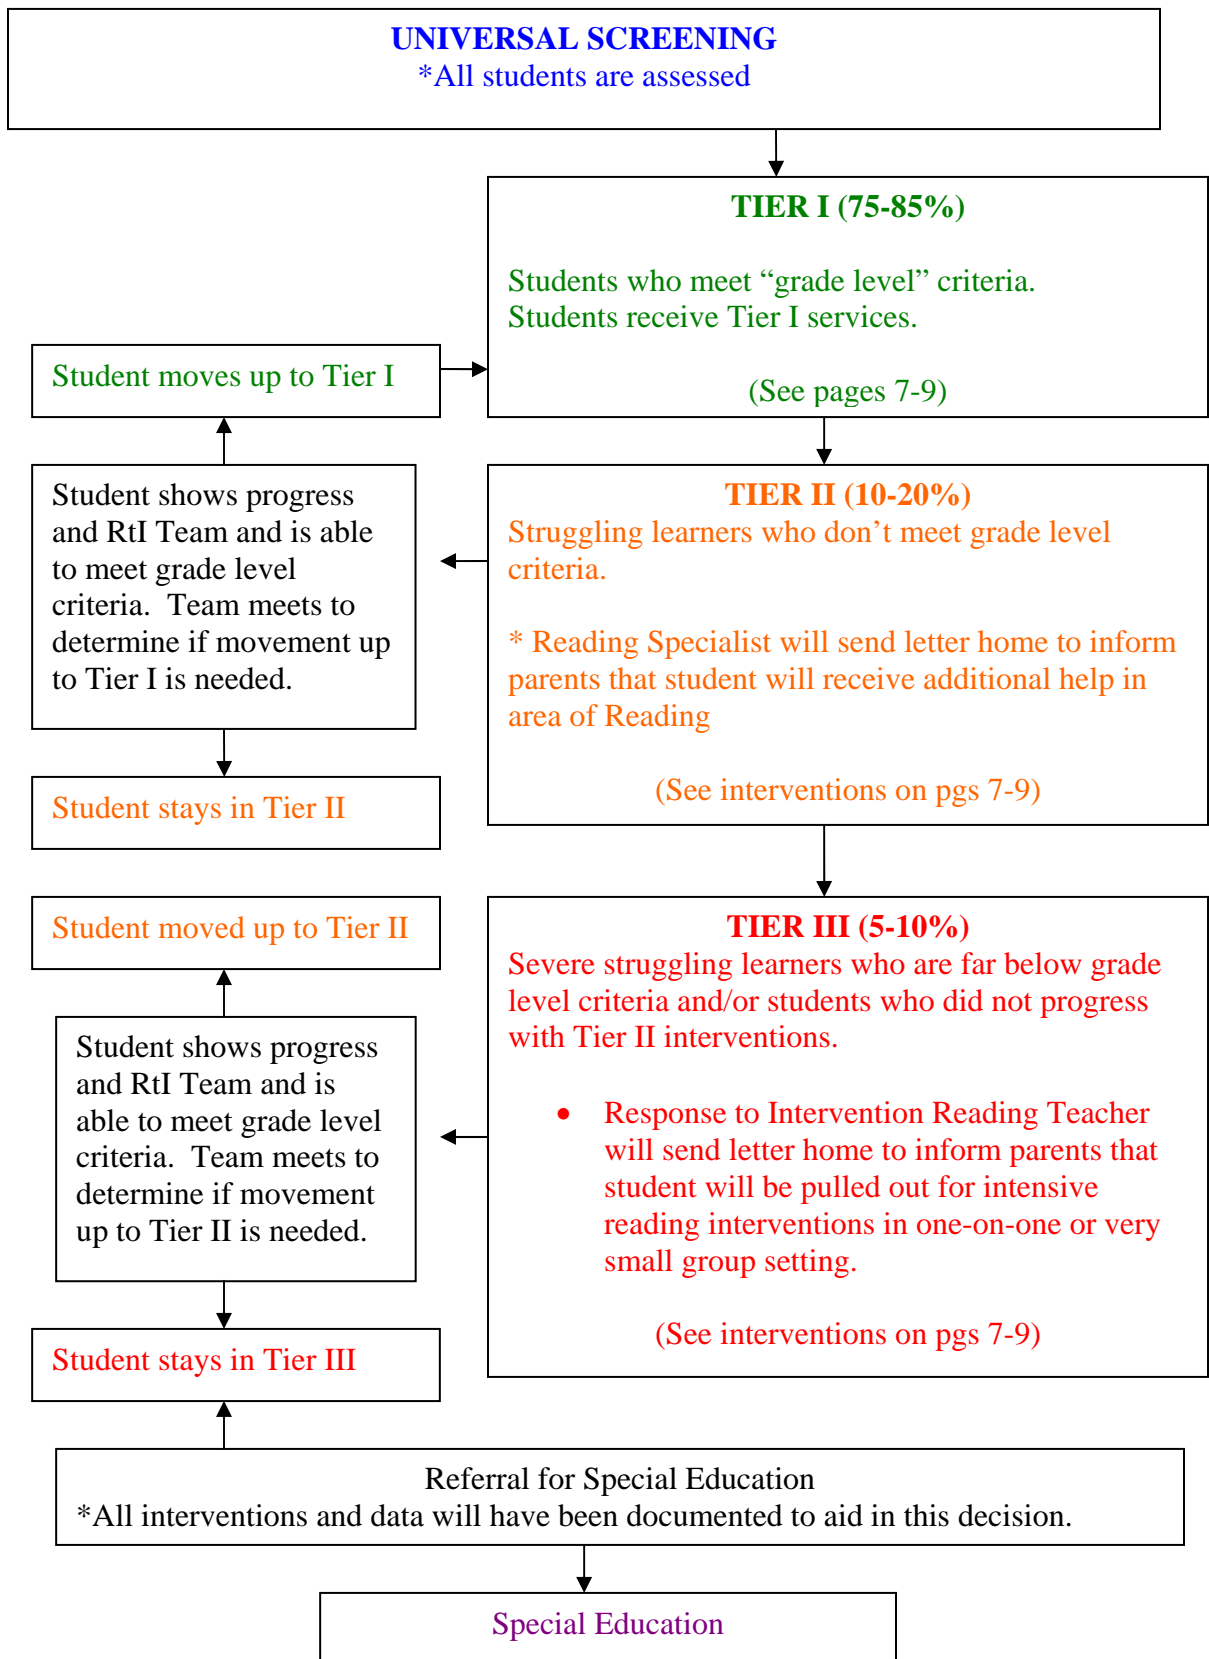 UNIVERSAL SCREENING
*All students are assessed
TIER I (75-85%)
Students who meet “grade level” criteria.
Students receive Tier I services.
(See pages 7-9)
Student moves up to Tier I
Student shows progress
and RtI Team and is able
to meet grade level
criteria.  Team meets to
determine if movement up
to Tier I is needed.
TIER II (10-20%)
Struggling learners who don’t meet grade level
criteria.
* Reading Specialist will send letter home to inform
parents that student will receive additional help in
area of Reading
(See interventions on pgs 7-9)
Student stays in Tier II
Student moved up to Tier II
TIER III (5-10%)
Severe struggling learners who are far below grade
level criteria and/or students who did not progress
with Tier II interventions.
• Response to Intervention Reading Teacher
will send letter home to inform parents that
student will be pulled out for intensive
reading interventions in one-on-one or very
small group setting.
(See interventions on pgs 7-9)
Student shows progress
and RtI Team and is
able to meet grade level
criteria.  Team meets to
determine if movement
up to Tier II is needed.
Student stays in Tier III
Referral for Special Education
*All interventions and data will have been documented to aid in this decision.
Special Education